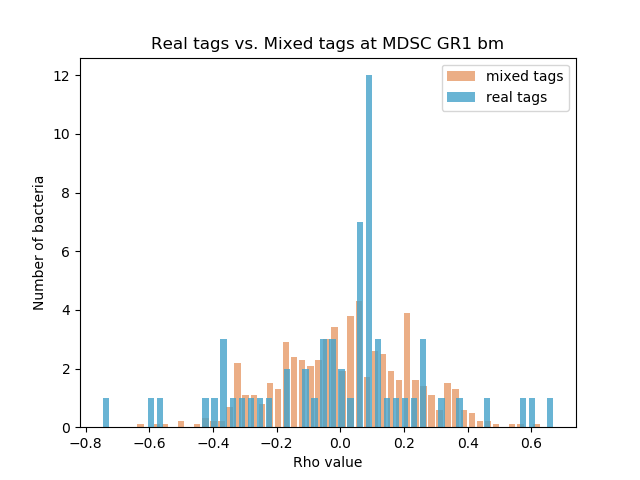 Real tags vs. Mixed tags at MDSC GR1 bm
mixed tags
real tags
Number of bacteria
12
10
8
6
4
2
0
−0.8 −0.6 −0.4 −0.2 0.0 0.2 0.4 0.6
Rho value